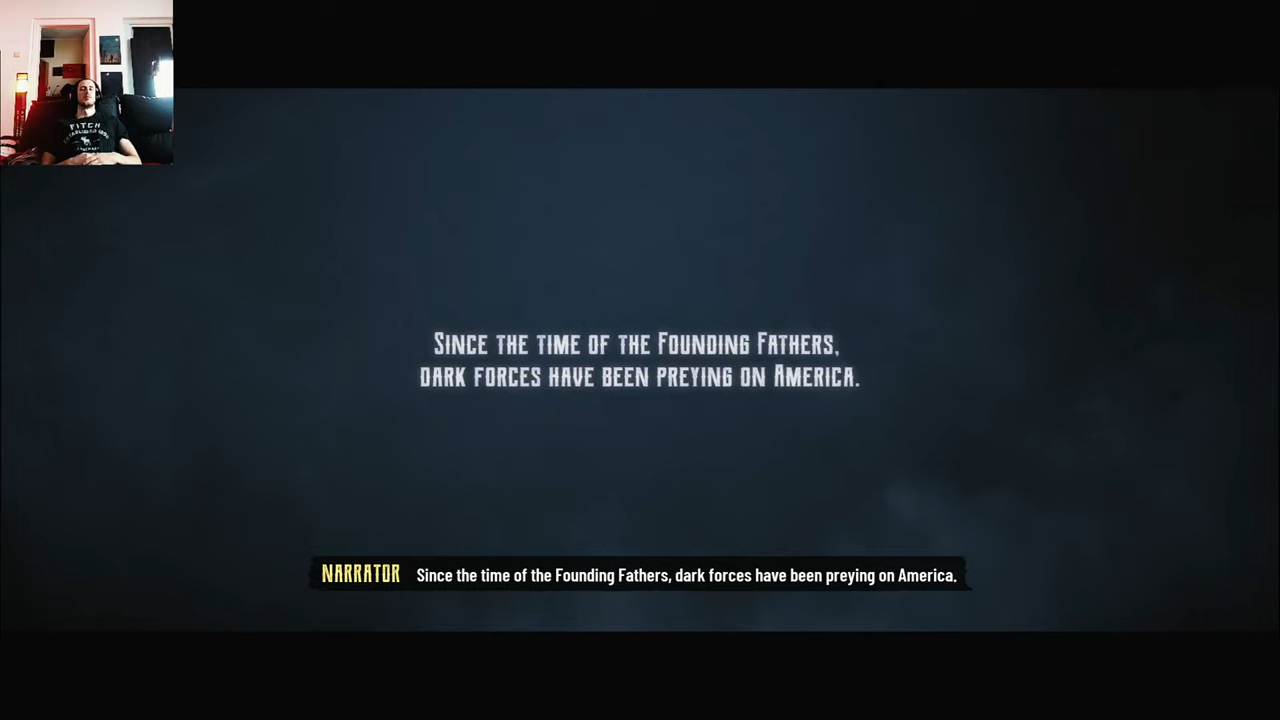 FITCH
SINCE THE TIME OF THE FOUNDING FATHERS,
DARK FORCES HAVE BEEN PREYING ON AMERICA.
NARRATOR Since the time of the Founding Fathers, dark forces have been preying on America.